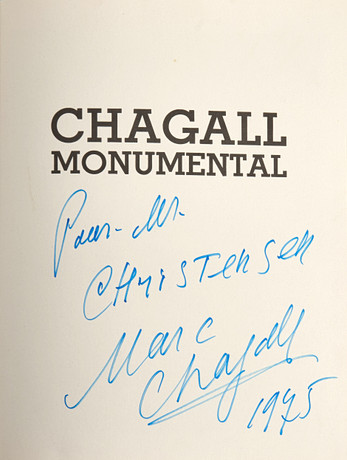 CHAGALL
MONUMENTAL
Pour Mr.
CHristensen
Marc
Chagall
1975